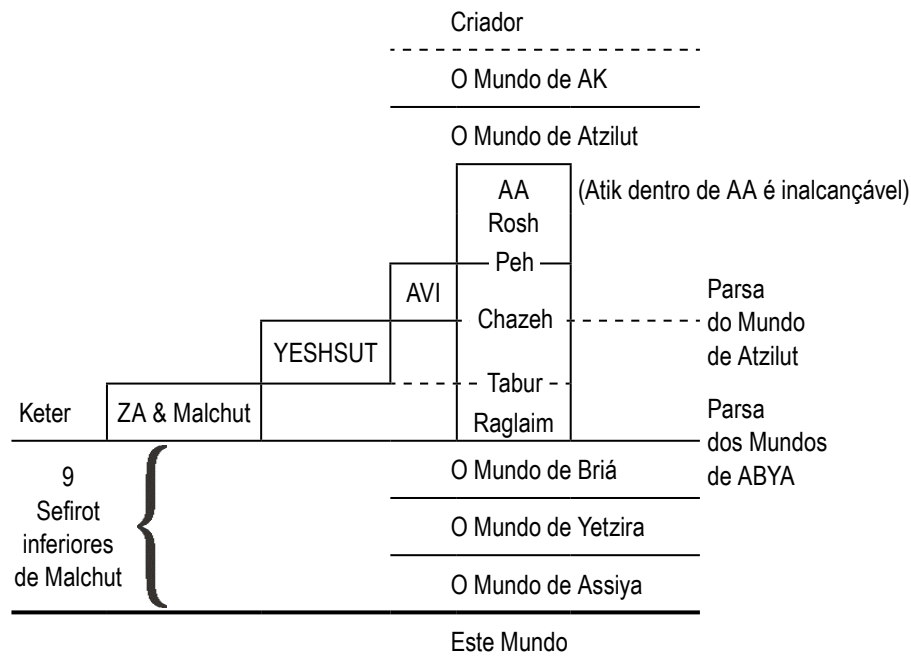 Criador
O Mundo de AK
O Mundo de Atzilut
AA
(Atik dentro de AA é inalcançável)
Rosh
Peh
AVI
Chazeh
Parsa
do Mundo
de Atzilut
YESHSUT
Tabur
Keter
ZA & Malchut
Raglaim
Parsa
dos Mundos
de ABYA
9
Sefirot
inferiores
de Malchut
O Mundo de Briá
O Mundo de Yetzira
O Mundo de Assiya
Este Mundo